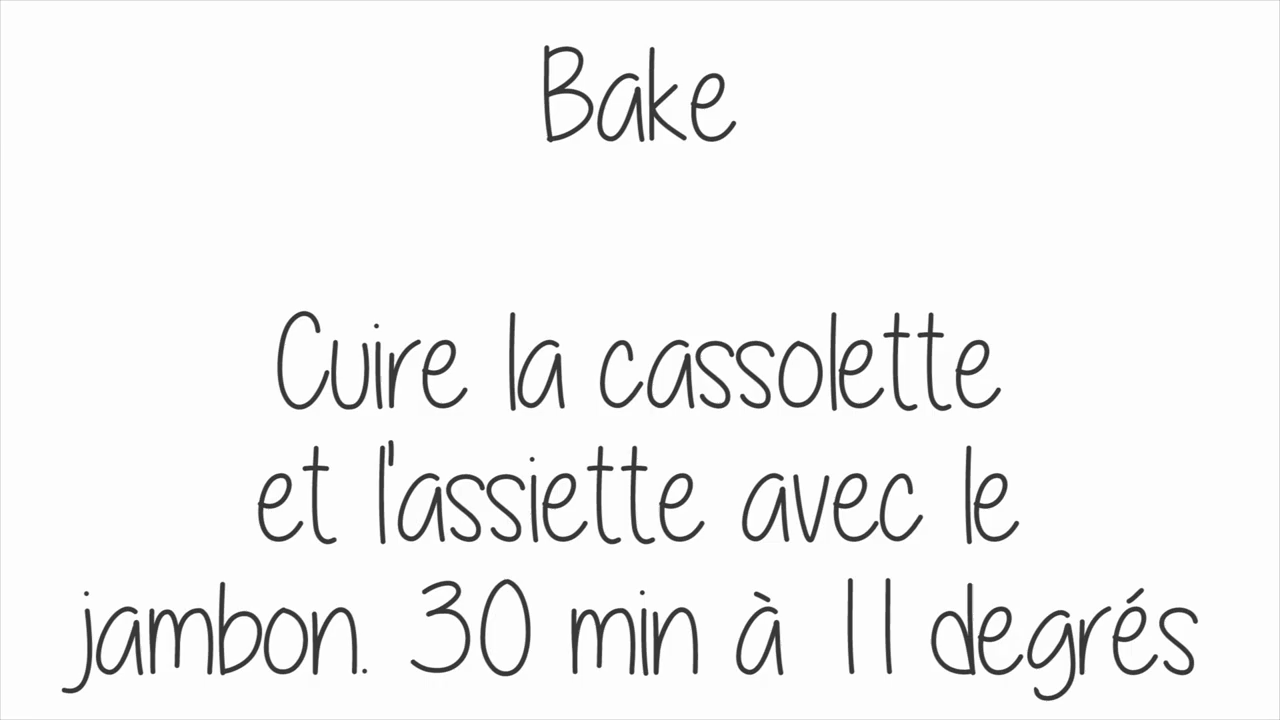 Bake
Cuire la cassolette
et l'assiette avec le
jambon. 30 min à 11 degrés